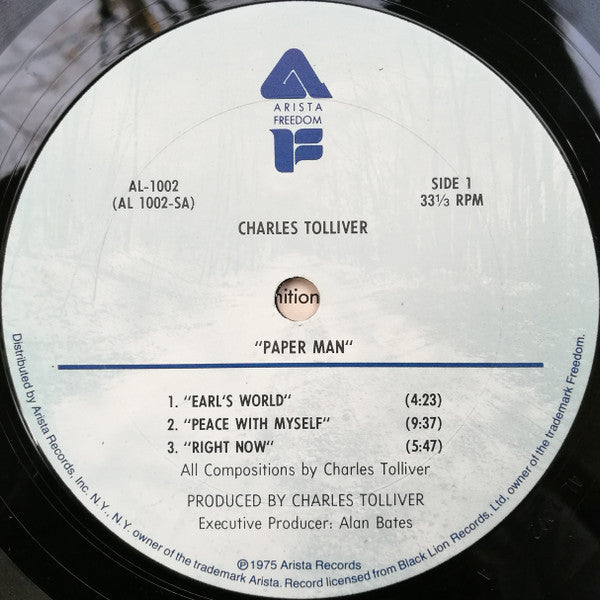 ARISTA
FREEDOM
AL-1002
(AL 1002-SA)
SIDE 1
33⅓ RPM
CHARLES TOLLIVER
nition
"PAPER MAN"
1. "EARL'S WORLD" (4:23)
2. "PEACE WITH MYSELF" (9:37)
3. "RIGHT NOW" (5:47)
All Compositions by Charles Tolliver
PRODUCED BY CHARLES TOLLIVER
Executive Producer: Alan Bates
℗1975 Arista Records
Distributed by Arista Records, Inc. N.Y., N.Y. owner of the trademark Arista. Record licensed from Black Lion Records, Ltd. owner of the trademark Freedom.